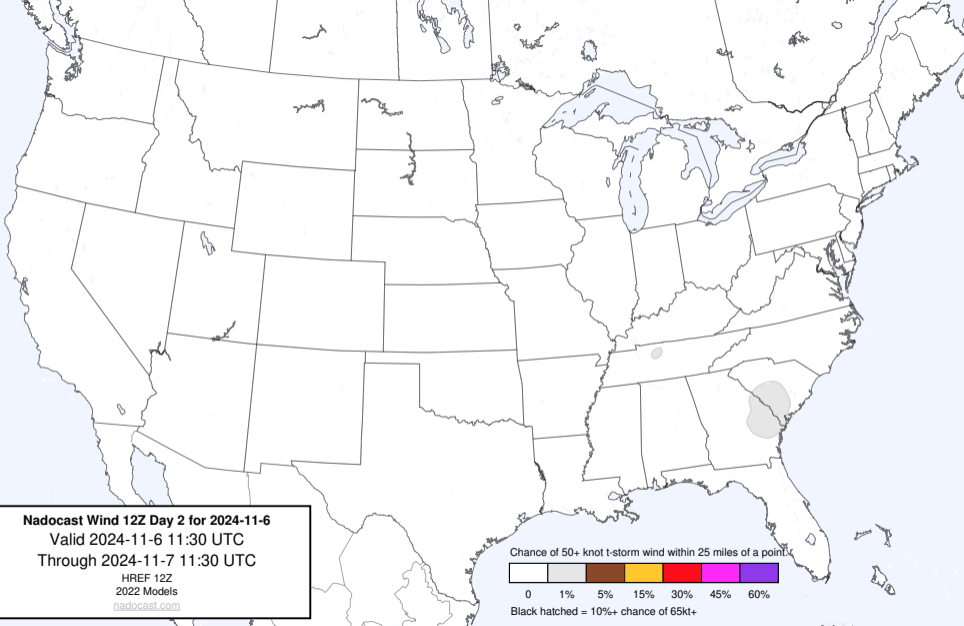 Nadocast Wind 12Z Day 2 for 2024-11-6
Valid 2024-11-6 11:30 UTC
Through 2024-11-7 11:30 UTC
HREF 12Z
2022 Models
nadocast.com
Chance of 50+ knot t-storm wind within 25 miles of a point.
0 1% 5% 15% 30% 45% 60%
Black hatched = 10%+ chance of 65kt+